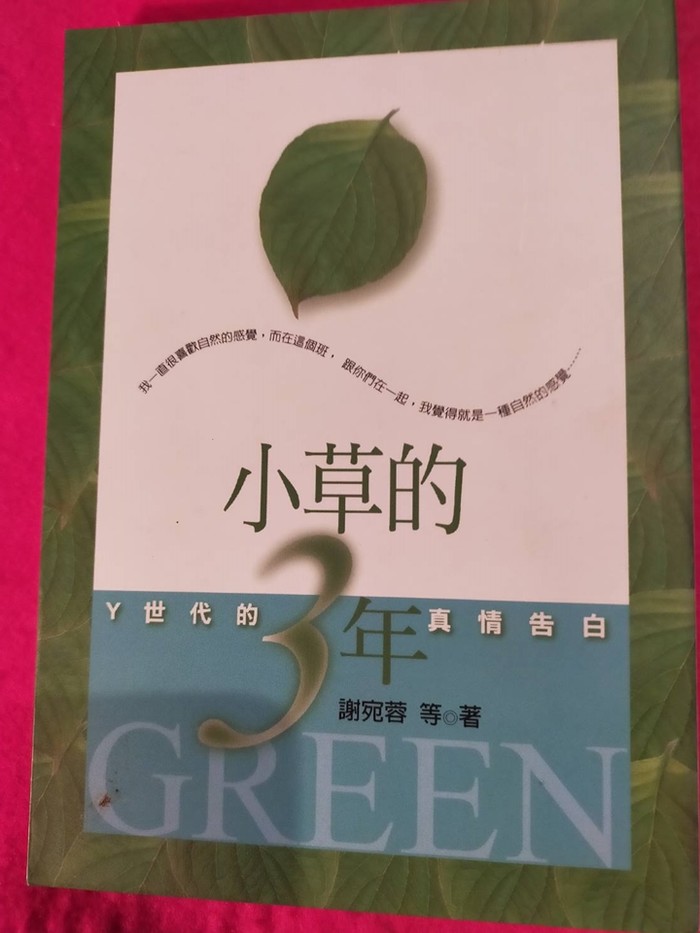 我一直很喜歡自然的感覺，而在這個班，跟你們在一起，我覺得就是一種自然的感覺……
小草的
3年
Y世代的 真情告白
謝宛蓉 等◎著
GREEN